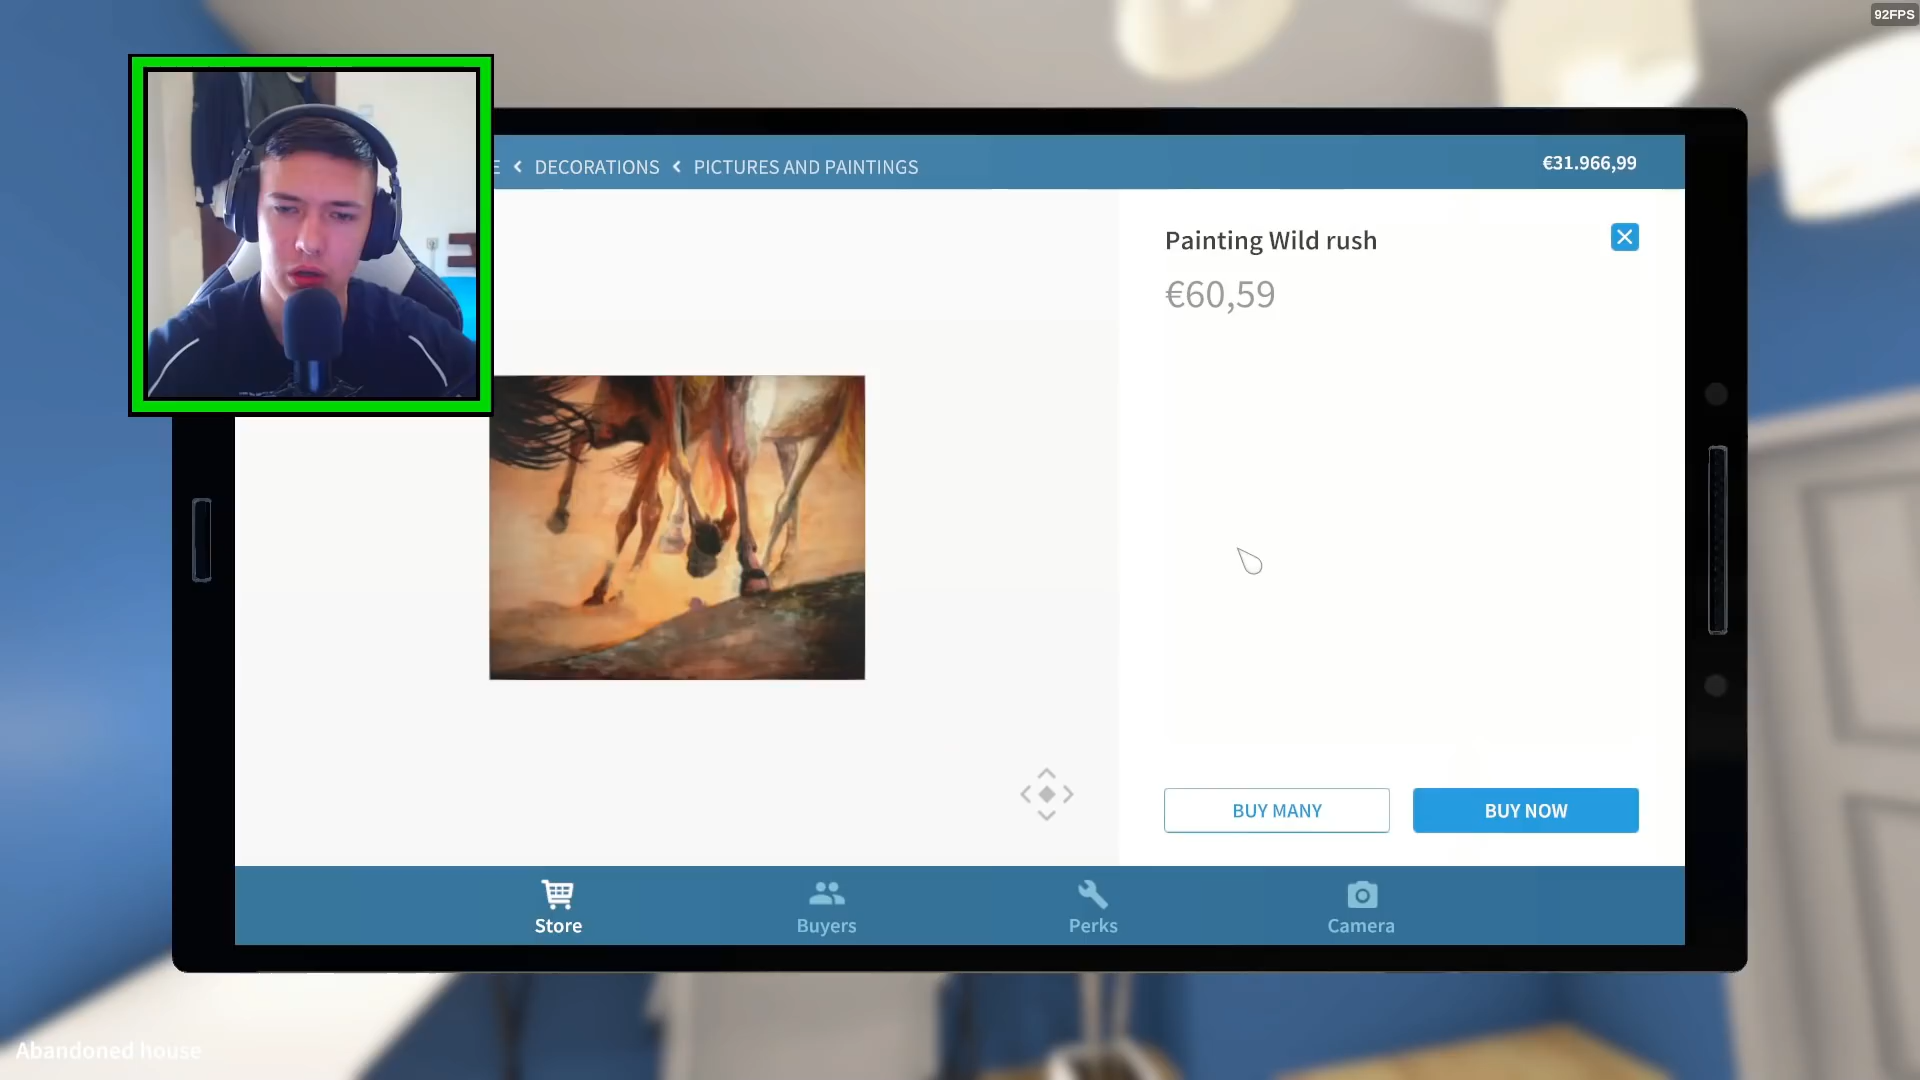 92FPS
E < DECORATIONS < PICTURES AND PAINTINGS
€31.966,99
Painting Wild rush
€60,59
BUY MANY
BUY NOW
Store
Buyers
Perks
Camera
Abandoned house